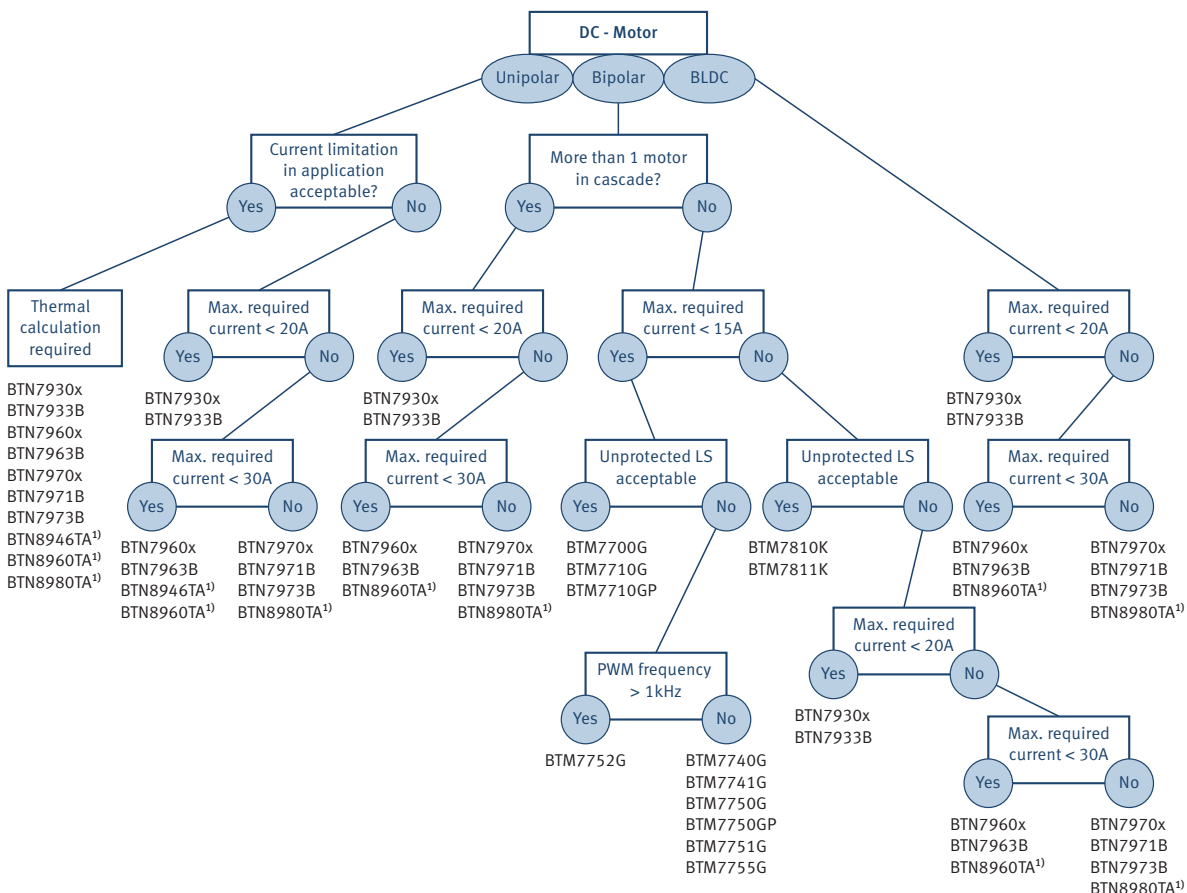 DC - Motor
Unipolar
Bipolar
BLDC
Current limitation
in application
acceptable?
Yes
No
More than 1 motor
in cascade?
Yes
No
Thermal
calculation
required
BTN7930x
BTN7933B
BTN7960x
BTN7963B
BTN7970x
BTN7971B
BTN7973B
BTN8946TA¹⁾
BTN8960TA¹⁾
BTN8980TA¹⁾
Max. required
current < 20A
Yes
No
BTN7930x
BTN7933B
Max. required
current < 30A
Yes
No
BTN7960x
BTN7963B
BTN8946TA¹⁾
BTN8960TA¹⁾
BTN7970x
BTN7971B
BTN7973B
BTN8980TA¹⁾
Max. required
current < 20A
Yes
No
BTN7930x
BTN7933B
Max. required
current < 30A
Yes
No
BTN7960x
BTN7963B
BTN8960TA¹⁾
BTN7970x
BTN7971B
BTN7973B
BTN8980TA¹⁾
Max. required
current < 15A
Yes
No
Unprotected LS
acceptable
Yes
No
BTM7700G
BTM7710G
BTM7710GP
PWM frequency
> 1kHz
Yes
No
BTM7752G
BTM7740G
BTM7741G
BTM7750G
BTM7750GP
BTM7751G
BTM7755G
Unprotected LS
acceptable
Yes
No
BTM7810K
BTM7811K
Max. required
current < 20A
Yes
No
BTN7930x
BTN7933B
Max. required
current < 30A
Yes
No
BTN7960x
BTN7963B
BTN8960TA¹⁾
BTN7970x
BTN7971B
BTN7973B
BTN8980TA¹⁾
Max. required
current < 20A
Yes
No
BTN7930x
BTN7933B
Max. required
current < 30A
Yes
No
BTN7960x
BTN7963B
BTN8960TA¹⁾
BTN7970x
BTN7971B
BTN7973B
BTN8980TA¹⁾